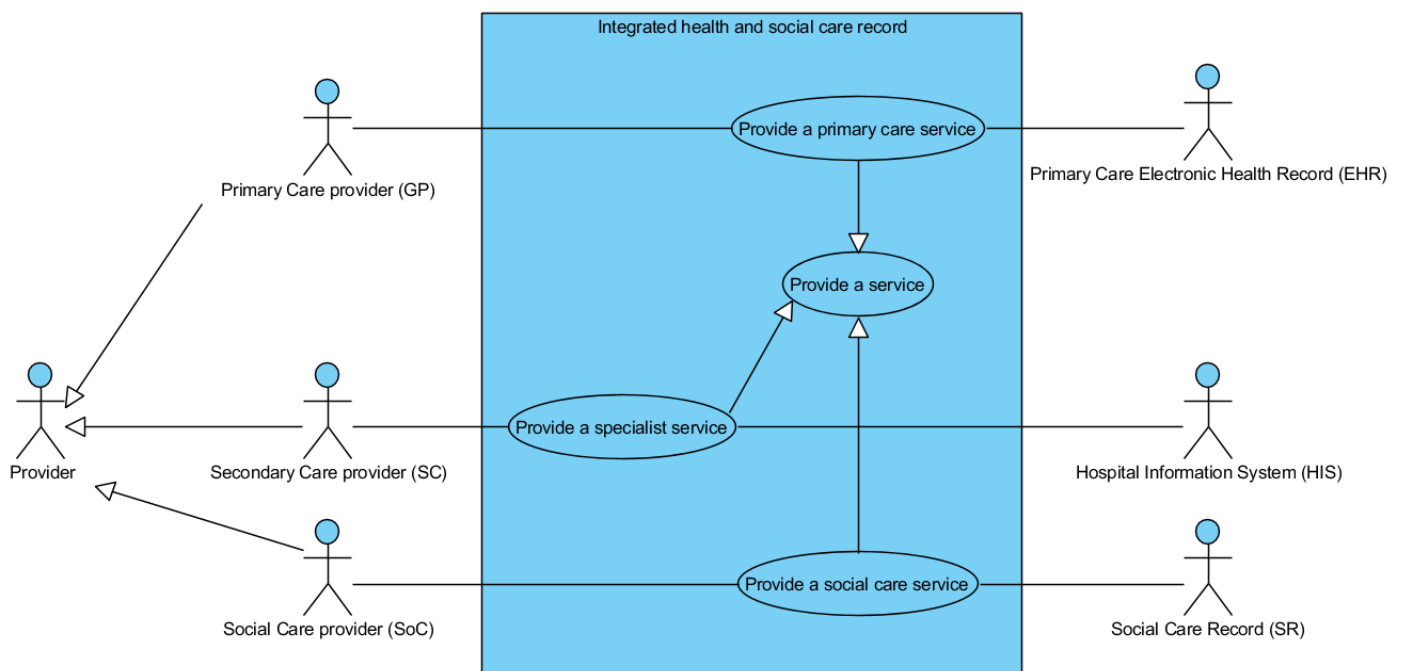 Integrated health and social care record
Provide a primary care service
Primary Care provider (GP)
Primary Care Electronic Health Record (EHR)
Provide a service
Provide a specialist service
Provider
Secondary Care provider (SC)
Hospital Information System (HIS)
Provide a social care service
Social Care provider (SoC)
Social Care Record (SR)